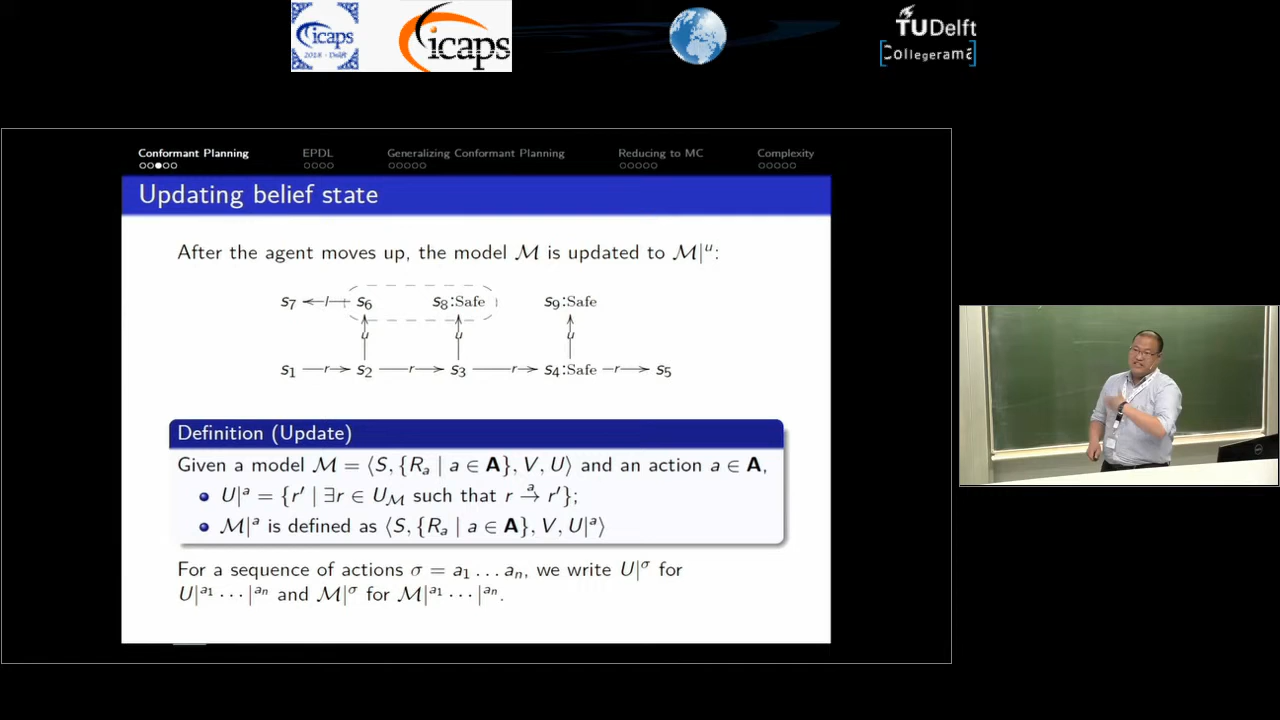 icaps
2018 - Delft
icaps
TUDelft
Collegerama
Conformant Planning EPDL Generalizing Conformant Planning Reducing to MC Complexity
Updating belief state
After the agent moves up, the model ℳ is updated to ℳ|ᵘ:
s₇ ←l— s₆ s₈:Safe s₉:Safe
u u u
s₁ —r→ s₂ —r→ s₃ —r→ s₄:Safe —r→ s₅
Definition (Update)
Given a model ℳ = ⟨S, {Rₐ | a ∈ A}, V, U⟩ and an action a ∈ A,
• U|ᵃ = {r′ | ∃r ∈ U_ℳ such that r →ᵃ r′};
• ℳ|ᵃ is defined as ⟨S, {Rₐ | a ∈ A}, V, U|ᵃ⟩
For a sequence of actions σ = a₁ … aₙ, we write U|^σ for
U|^a₁ ⋯ |^aₙ and ℳ|^σ for ℳ|^a₁ ⋯ |^aₙ.